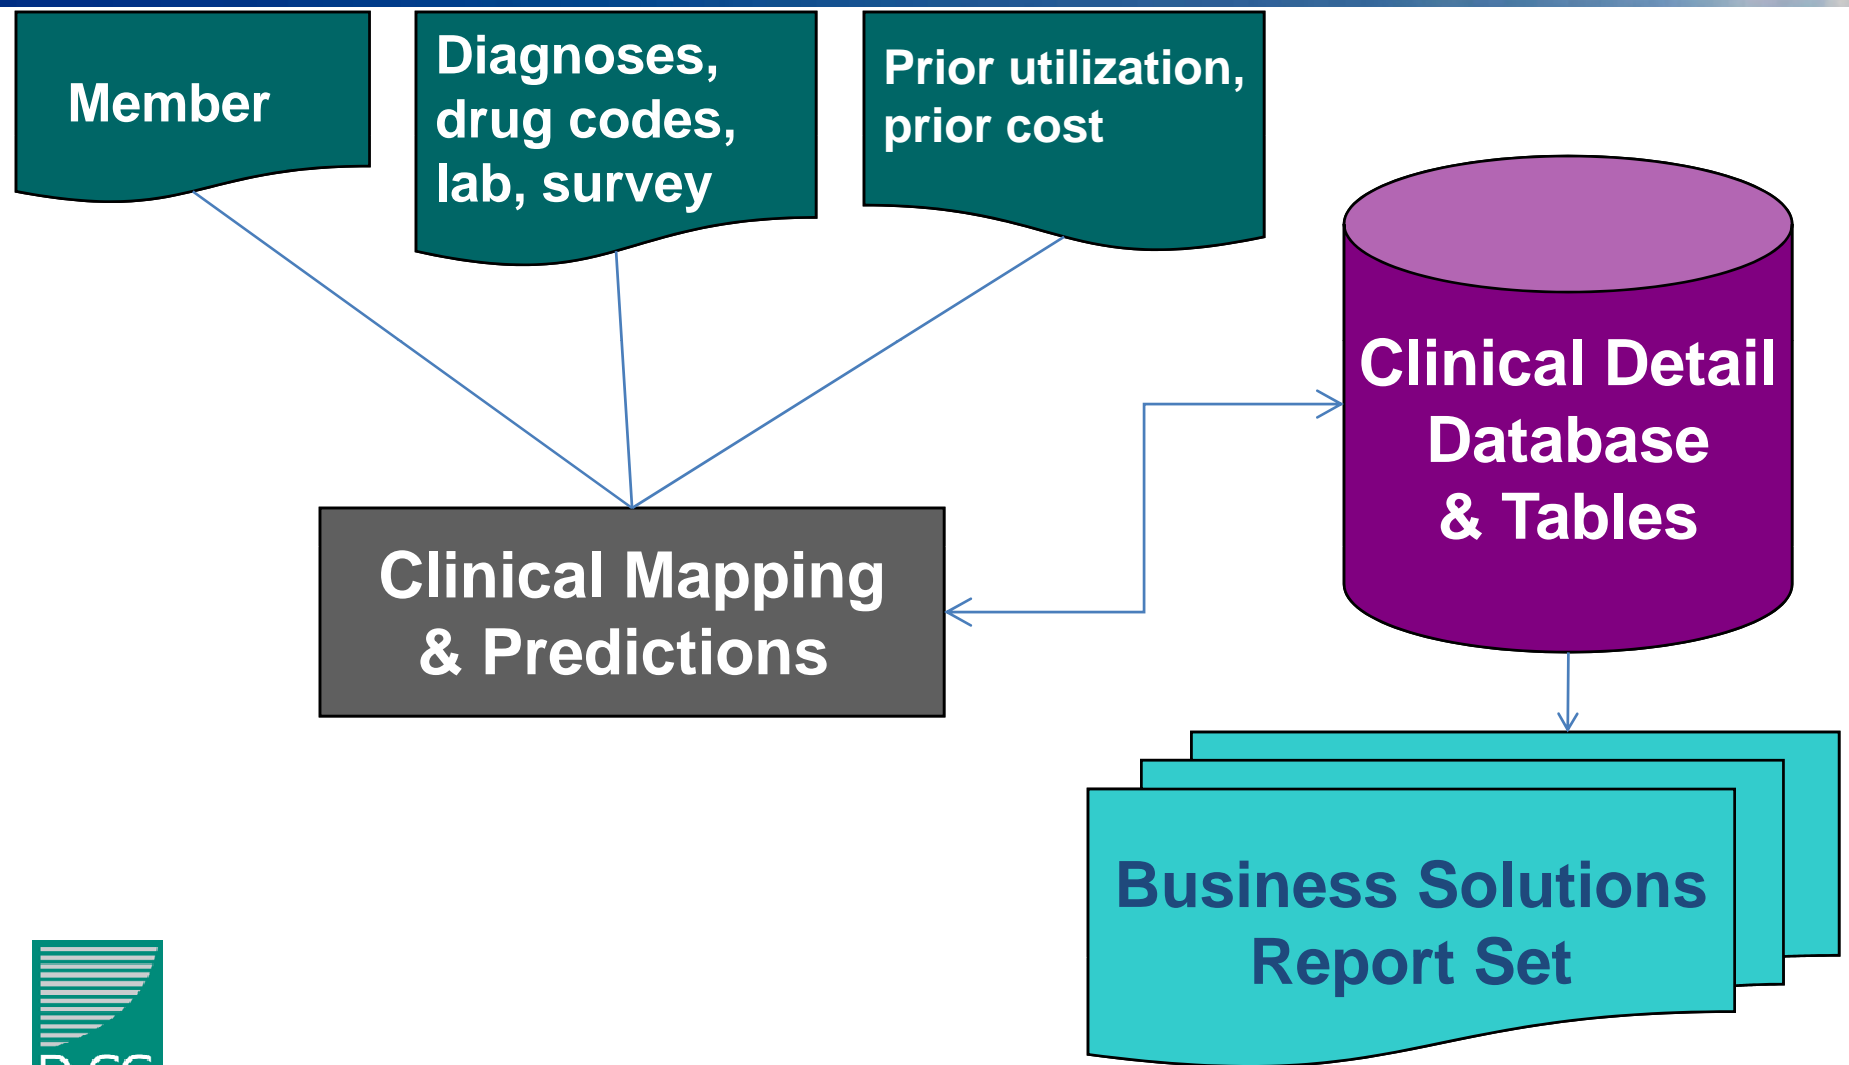 Member
Diagnoses,
drug codes,
lab, survey
Prior utilization,
prior cost
Clinical Detail
Database
& Tables
Clinical Mapping
& Predictions
Business Solutions
Report Set